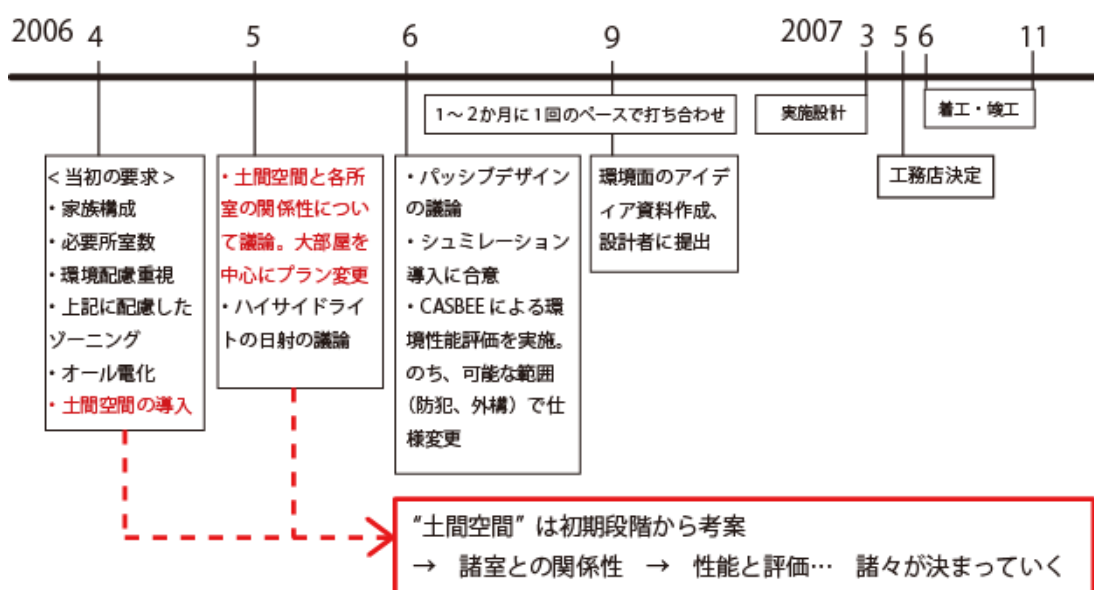 2006 4 5 6 9 2007 3 5 6 11
1〜2か月に1回のペースで打ち合わせ
実施設計
着工・竣工
工務店決定
<当初の要求>
・家族構成
・必要所室数
・環境配慮重視
・上記に配慮した
ゾーニング
・オール電化
・土間空間の導入
・土間空間と各所
室の関係性につい
て議論。大部屋を
中心にプラン変更
・ハイサイドライ
トの日射の議論
・パッシブデザイン
の議論
・シュミレーション
導入に合意
・CASBEEによる環
境性能評価を実施。
のち、可能な範囲
(防犯、外構)で仕
様変更
環境面のアイデ
ィア資料作成、
設計者に提出
“土間空間”は初期段階から考案
→ 諸室との関係性 → 性能と評価… 諸々が決まっていく